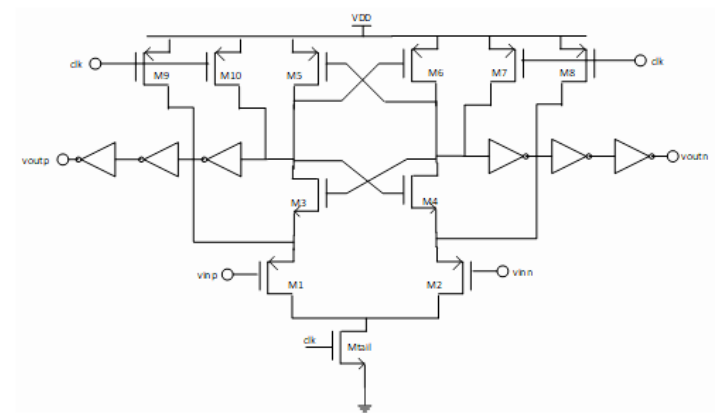 VDD
clk
M9
M10
M5
M6
M7
M8
clk
voutp
voutn
M3
M4
vinp
M1
M2
vinn
clk
Mtail